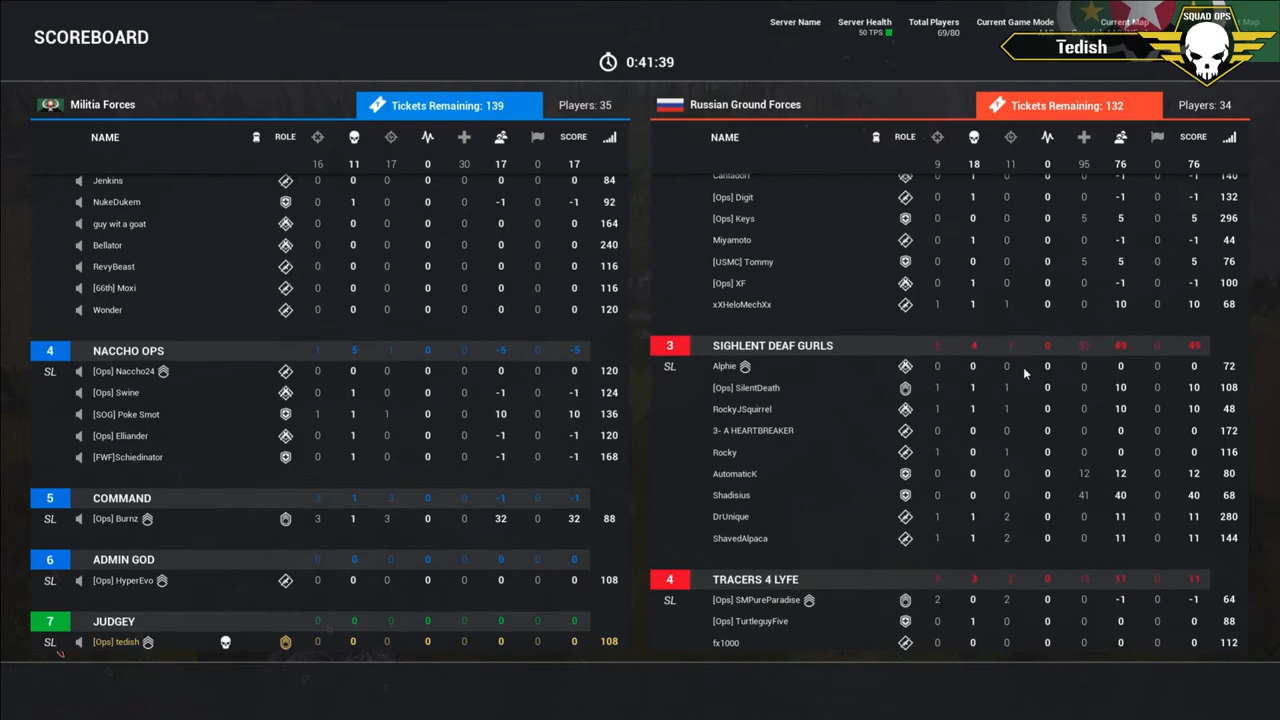 SCOREBOARD
Server Name Server Health Total Players Current Game Mode Current Map
50 TPS 69/80
SQUAD OPS
Tedish
0:41:39
Militia Forces Tickets Remaining: 139 Players: 35
NAME ROLE SCORE
16 11 17 0 30 17 0 17
Jenkins 0 0 0 0 0 0 0 0 84
NukeDukem 0 1 0 0 0 -1 0 -1 92
guy wit a goat 0 0 0 0 0 0 0 0 164
Bellator 0 0 0 0 0 0 0 0 240
RevyBeast 0 0 0 0 0 0 0 0 116
[66th] Moxi 0 0 0 0 0 0 0 0 116
Wonder 0 0 0 0 0 0 0 0 120
4 NACCHO OPS 1 5 1 0 0 -5 0 -5
SL [Ops] Naccho24 0 0 0 0 0 0 0 0 120
[Ops] Swine 0 1 0 0 0 -1 0 -1 124
[SOG] Poke Smot 1 1 1 0 0 10 0 10 136
[Ops] Elliander 0 1 0 0 0 -1 0 -1 120
[FWF]Schiedinator 0 1 0 0 0 -1 0 -1 168
5 COMMAND 3 1 3 0 0 -1 0 -1
SL [Ops] Burnz 3 1 3 0 0 32 0 32 88
6 ADMIN GOD 0 0 0 0 0 0 0 0
SL [Ops] HyperEvo 0 0 0 0 0 0 0 0 108
7 JUDGEY 0 0 0 0 0 0 0 0
SL [Ops] tedish 0 0 0 0 0 0 0 0 108
Russian Ground Forces Tickets Remaining: 132 Players: 34
NAME ROLE SCORE
9 18 11 0 95 76 0 76
[Ops] Digit 0 1 0 0 0 -1 0 -1 132
[Ops] Keys 0 0 0 0 5 5 0 5 296
Miyamoto 0 1 0 0 0 -1 0 -1 44
[USMC] Tommy 0 0 0 0 5 5 0 5 76
[Ops] XF 0 1 0 0 0 -1 0 -1 100
xXHeloMechXx 1 1 1 0 0 10 0 10 68
3 SIGHLENT DEAF GURLS 5 4 7 0 49 0 49
SL Alphie 0 0 0 0 0 0 0 0 72
[Ops] SilentDeath 1 1 1 0 0 10 0 10 108
RockyJSquirrel 1 1 1 0 0 10 0 10 48
3- A HEARTBREAKER 0 0 0 0 0 0 0 0 172
Rocky 1 0 1 0 0 0 0 0 116
AutomaticK 0 0 0 0 12 12 0 12 80
Shadisius 0 0 0 0 41 40 0 40 68
DrUnique 1 1 2 0 0 11 0 11 280
ShavedAlpaca 1 1 2 0 0 11 0 11 144
4 TRACERS 4 LYFE 3 2 0 11 0 11
SL [Ops] SMPureParadise 2 0 2 0 0 -1 0 -1 64
[Ops] TurtleguyFive 0 1 0 0 0 0 0 0 88
fx1000 0 0 0 0 0 0 0 0 112